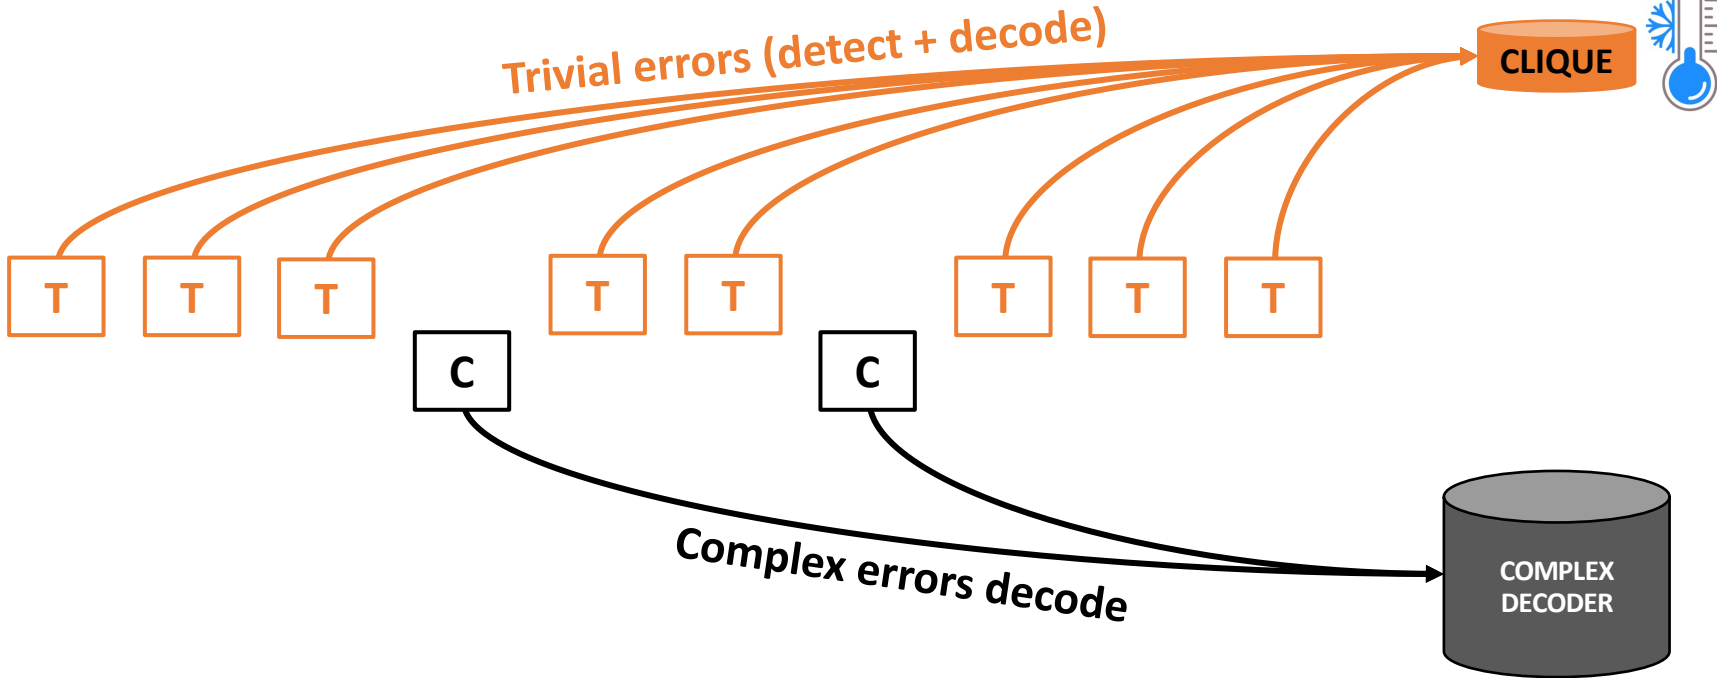 Trivial errors (detect + decode)
CLIQUE
T T T T T T T T
C C
Complex errors decode
COMPLEX
DECODER